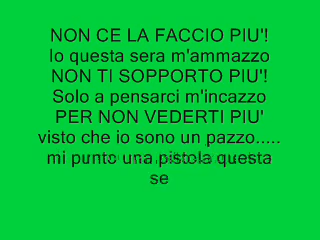 NON CE LA FACCIO PIU'!
Io questa sera m'ammazzo
NON TI SOPPORTO PIU'!
Solo a pensarci m'incazzo
PER NON VEDERTI PIU'
visto che io sono un pazzo.....
mi punto una pistola questa
se